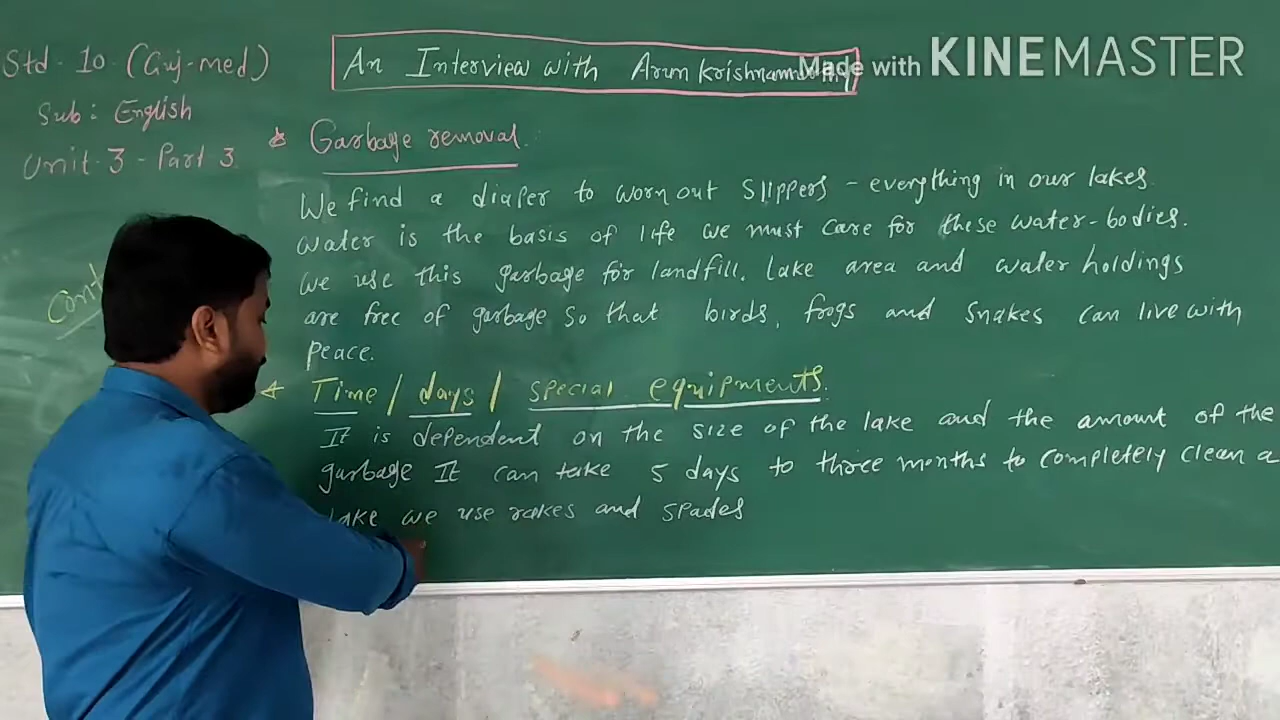 Std - 10 - (Guj-med)
Sub: English
Unit 3 - Part 3
An Interview with Arun Krishnamurthy
Made with KINEMASTER
Garbage removal.
We find a diaper to worn out slippers - everything in our lakes.
water is the basis of life we must care for these water-bodies.
we use this garbage for landfill. Lake area and water holdings
are free of garbage so that birds, frogs and snakes can live with
peace.
Time / days / special equipments.
It is dependent on the size of the lake and the amount of the
garbage It can take 5 days to three months to completely clean a
lake we use rakes and spades